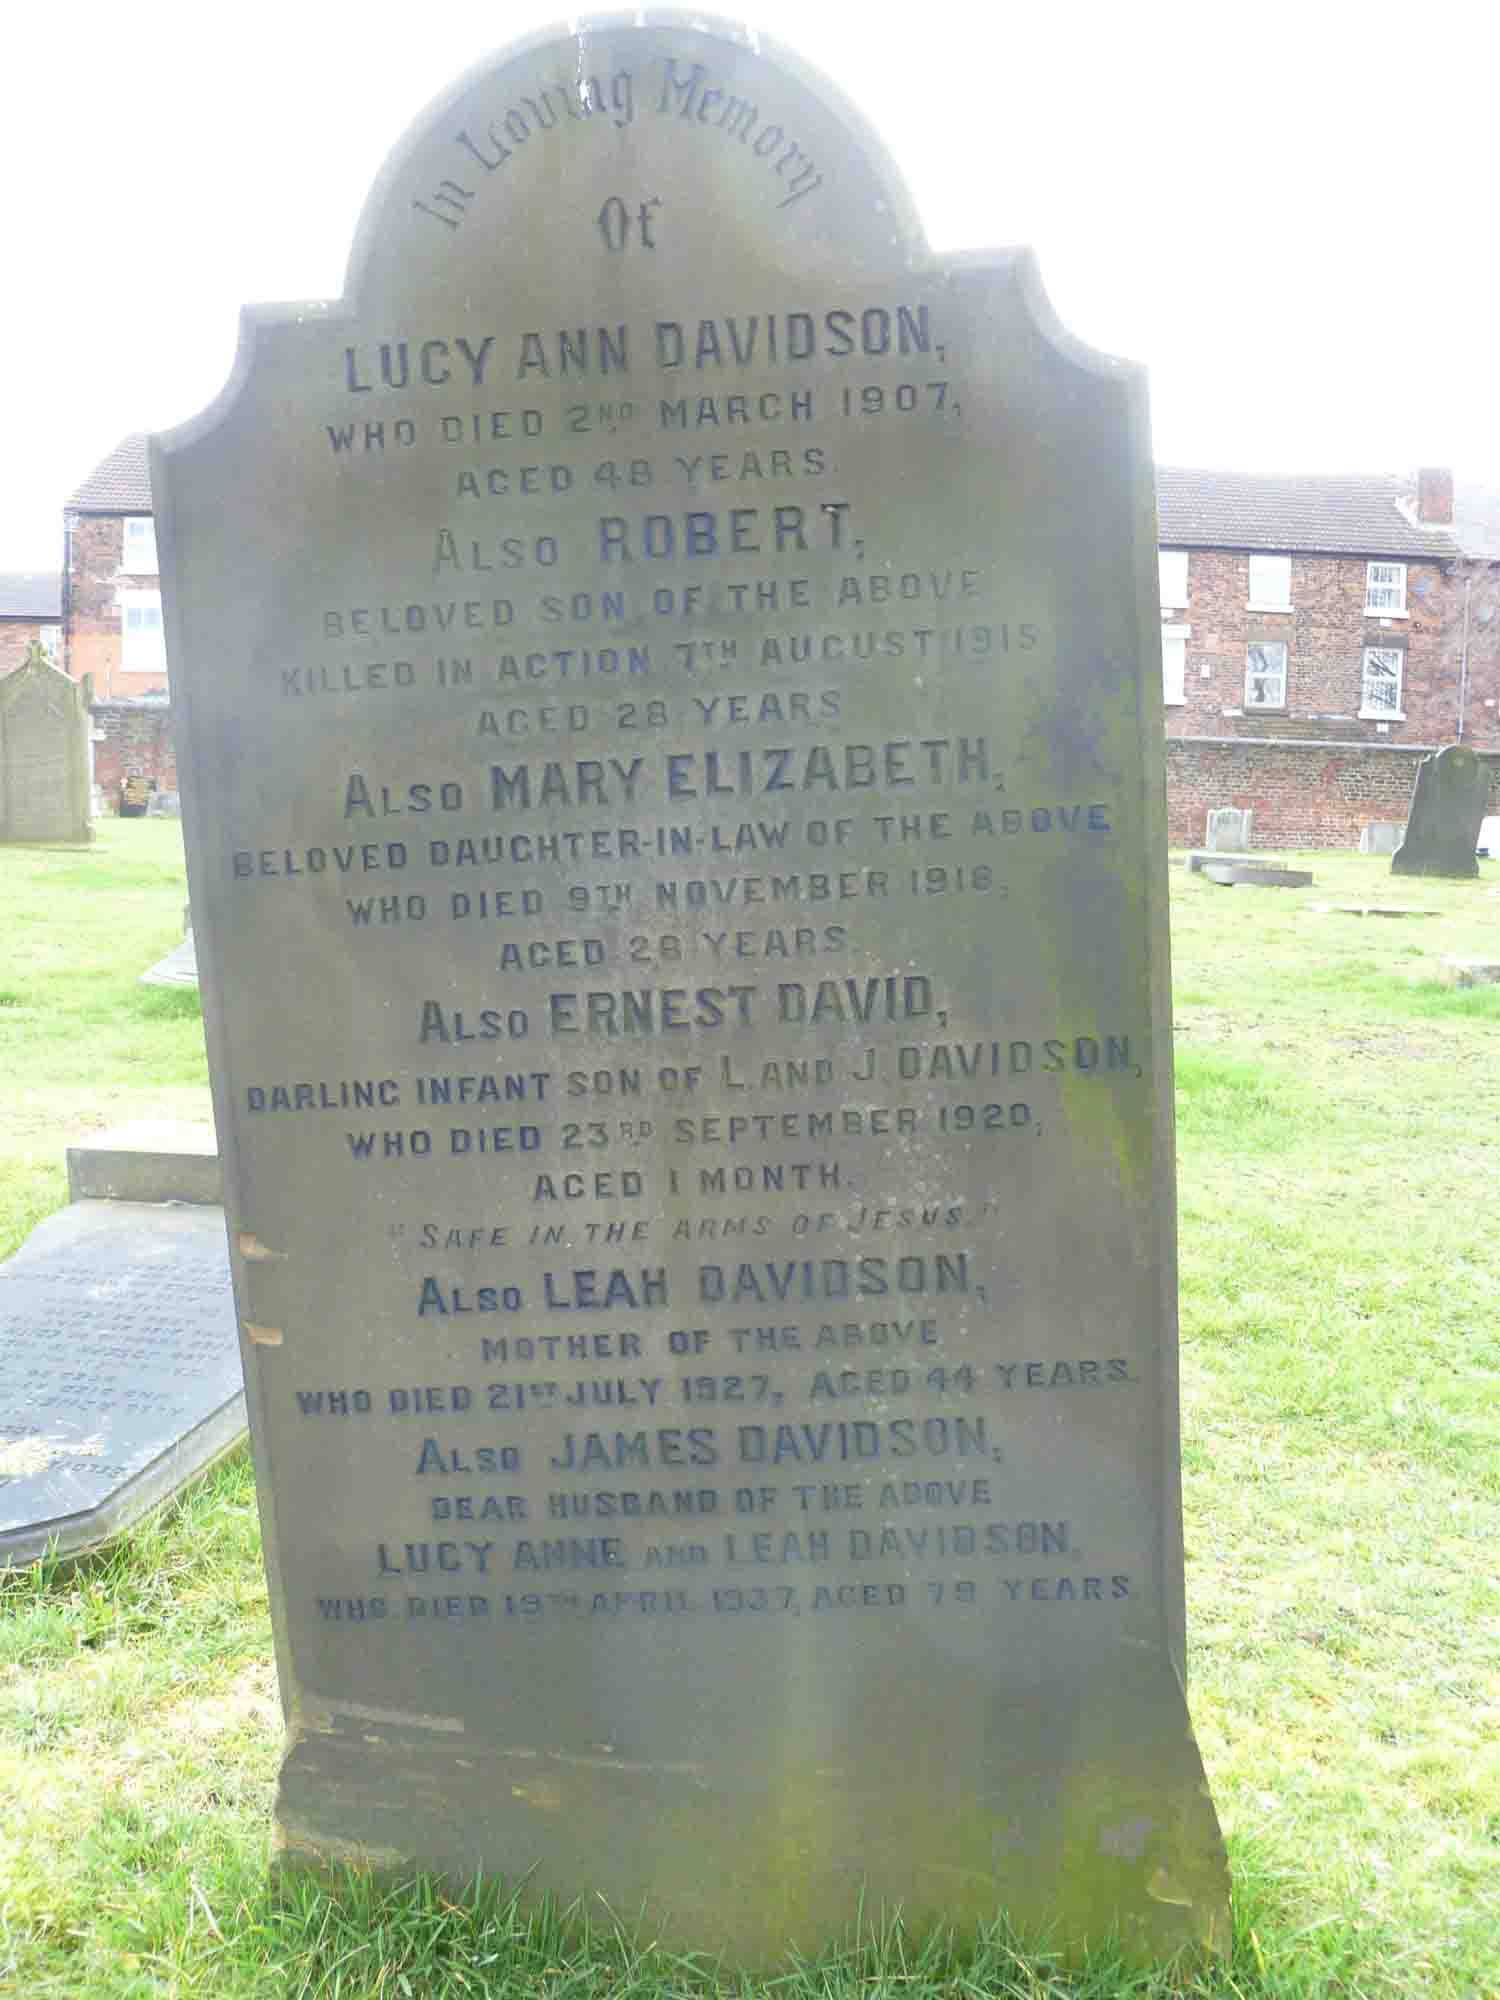 In Loving Memory
Of
LUCY ANN DAVIDSON,
WHO DIED 2ND MARCH 1907,
AGED 48 YEARS.
ALSO ROBERT,
BELOVED SON OF THE ABOVE
KILLED IN ACTION 7TH AUGUST 1915
AGED 28 YEARS
ALSO MARY ELIZABETH,
BELOVED DAUGHTER-IN-LAW OF THE ABOVE
WHO DIED 9TH NOVEMBER 1918,
AGED 28 YEARS.
ALSO ERNEST DAVID,
DARLING INFANT SON OF L. AND J. DAVIDSON,
WHO DIED 23RD SEPTEMBER 1920,
AGED 1 MONTH.
"SAFE IN THE ARMS OF JESUS."
ALSO LEAH DAVIDSON,
MOTHER OF THE ABOVE
WHO DIED 21ST JULY 1927, AGED 44 YEARS.
ALSO JAMES DAVIDSON,
DEAR HUSBAND OF THE ABOVE
LUCY ANNE AND LEAH DAVIDSON,
WHO DIED 19TH APRIL 1937, AGED 79 YEARS.